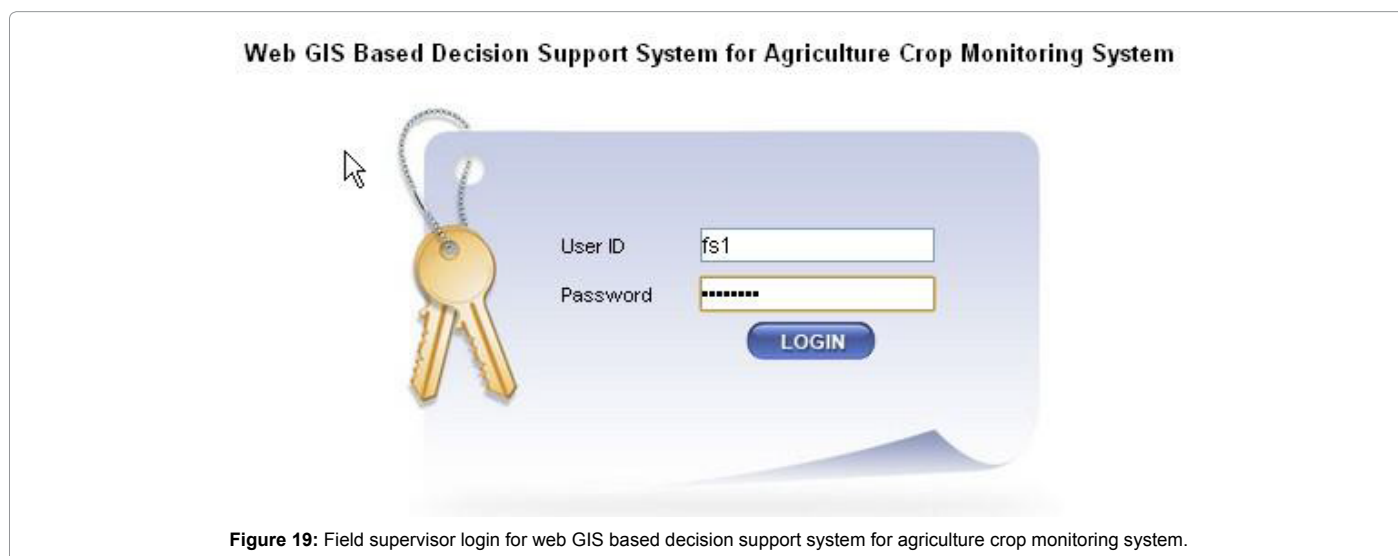 Web GIS Based Decision Support System for Agriculture Crop Monitoring System
User ID
fs1
Password
••••••••
LOGIN
Figure 19: Field supervisor login for web GIS based decision support system for agriculture crop monitoring system.